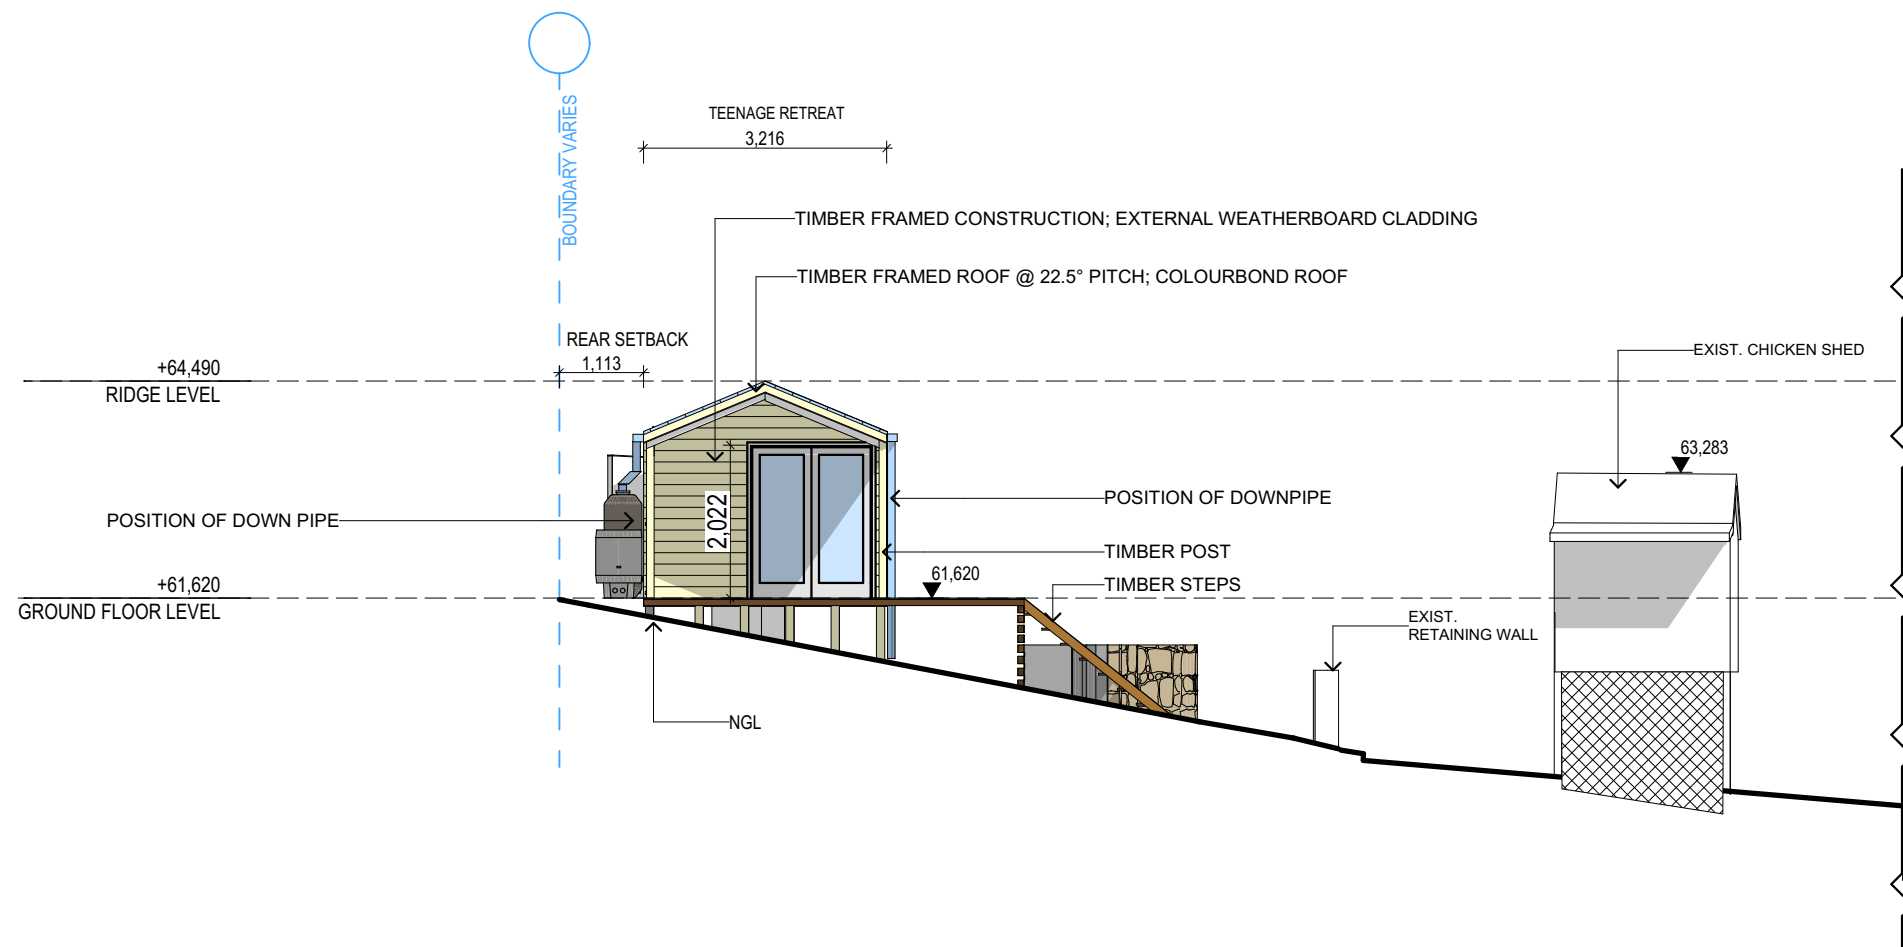 BOUNDARY VARIES
TEENAGE RETREAT
3,216
TIMBER FRAMED CONSTRUCTION; EXTERNAL WEATHERBOARD CLADDING
TIMBER FRAMED ROOF @ 22.5° PITCH; COLOURBOND ROOF
REAR SETBACK
1,113
+64,490
RIDGE LEVEL
EXIST. CHICKEN SHED
63,283
POSITION OF DOWNPIPE
2,022
POSITION OF DOWN PIPE
TIMBER POST
61,620
TIMBER STEPS
+61,620
GROUND FLOOR LEVEL
EXIST.
RETAINING WALL
NGL